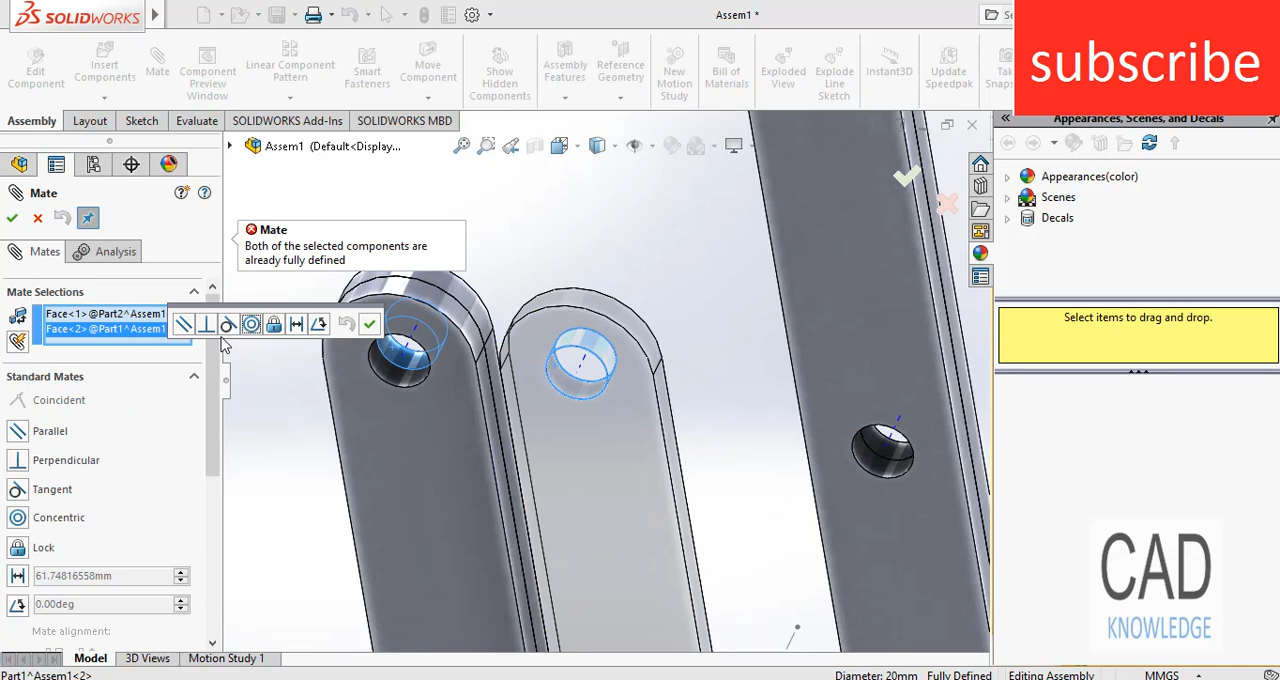 SOLIDWORKS
Assem1 *
Se
subscribe
Edit Component
Insert Components
Mate
Component Preview Window
Linear Component Pattern
Smart Fasteners
Move Component
Show Hidden Components
Assembly Features
Reference Geometry
New Motion Study
Bill of Materials
Exploded View
Explode Line Sketch
Instant3D
Update Speedpak
Take Snaps
Assembly
Layout
Sketch
Evaluate
SOLIDWORKS Add-Ins
SOLIDWORKS MBD
Appearances, Scenes, and Decals
Assem1 (Default<Display...
Appearances(color)
Scenes
Decals
Mate
Mates
Analysis
Mate
Both of the selected components are
already fully defined
Mate Selections
Face<1>@Part2^Assem1
Face<2>@Part1^Assem1
Select items to drag and drop.
Standard Mates
Coincident
Parallel
Perpendicular
Tangent
Concentric
Lock
61.74816558mm
0.00deg
Mate alignment:
CAD
KNOWLEDGE
Model
3D Views
Motion Study 1
Part1^Assem1<2>
Diameter: 20mm
Fully Defined
Editing Assembly
MMGS